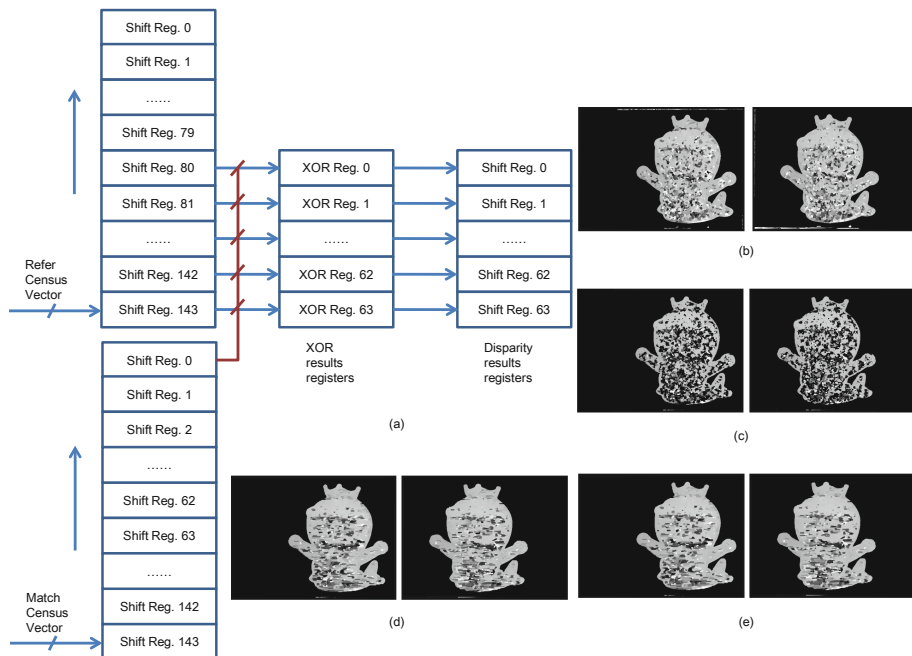 Shift Reg. 0
Shift Reg. 1
......
Shift Reg. 79
Shift Reg. 80
Shift Reg. 81
......
Shift Reg. 142
Shift Reg. 143
Refer
Census
Vector
XOR Reg. 0
XOR Reg. 1
......
XOR Reg. 62
XOR Reg. 63
XOR
results
registers
Shift Reg. 0
Shift Reg. 1
......
Shift Reg. 62
Shift Reg. 63
Disparity
results
registers
Shift Reg. 0
Shift Reg. 1
Shift Reg. 2
......
Shift Reg. 62
Shift Reg. 63
......
Shift Reg. 142
Shift Reg. 143
Match
Census
Vector
(a)
(b)
(c)
(d)
(e)